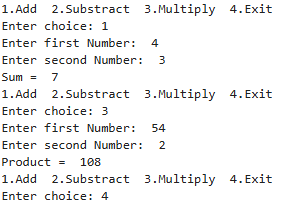 1.Add  2.Substract  3.Multiply  4.Exit
Enter choice: 1
Enter first Number:  4
Enter second Number:  3
Sum =  7
1.Add  2.Substract  3.Multiply  4.Exit
Enter choice: 3
Enter first Number:  54
Enter second Number:  2
Product =  108
1.Add  2.Substract  3.Multiply  4.Exit
Enter choice: 4